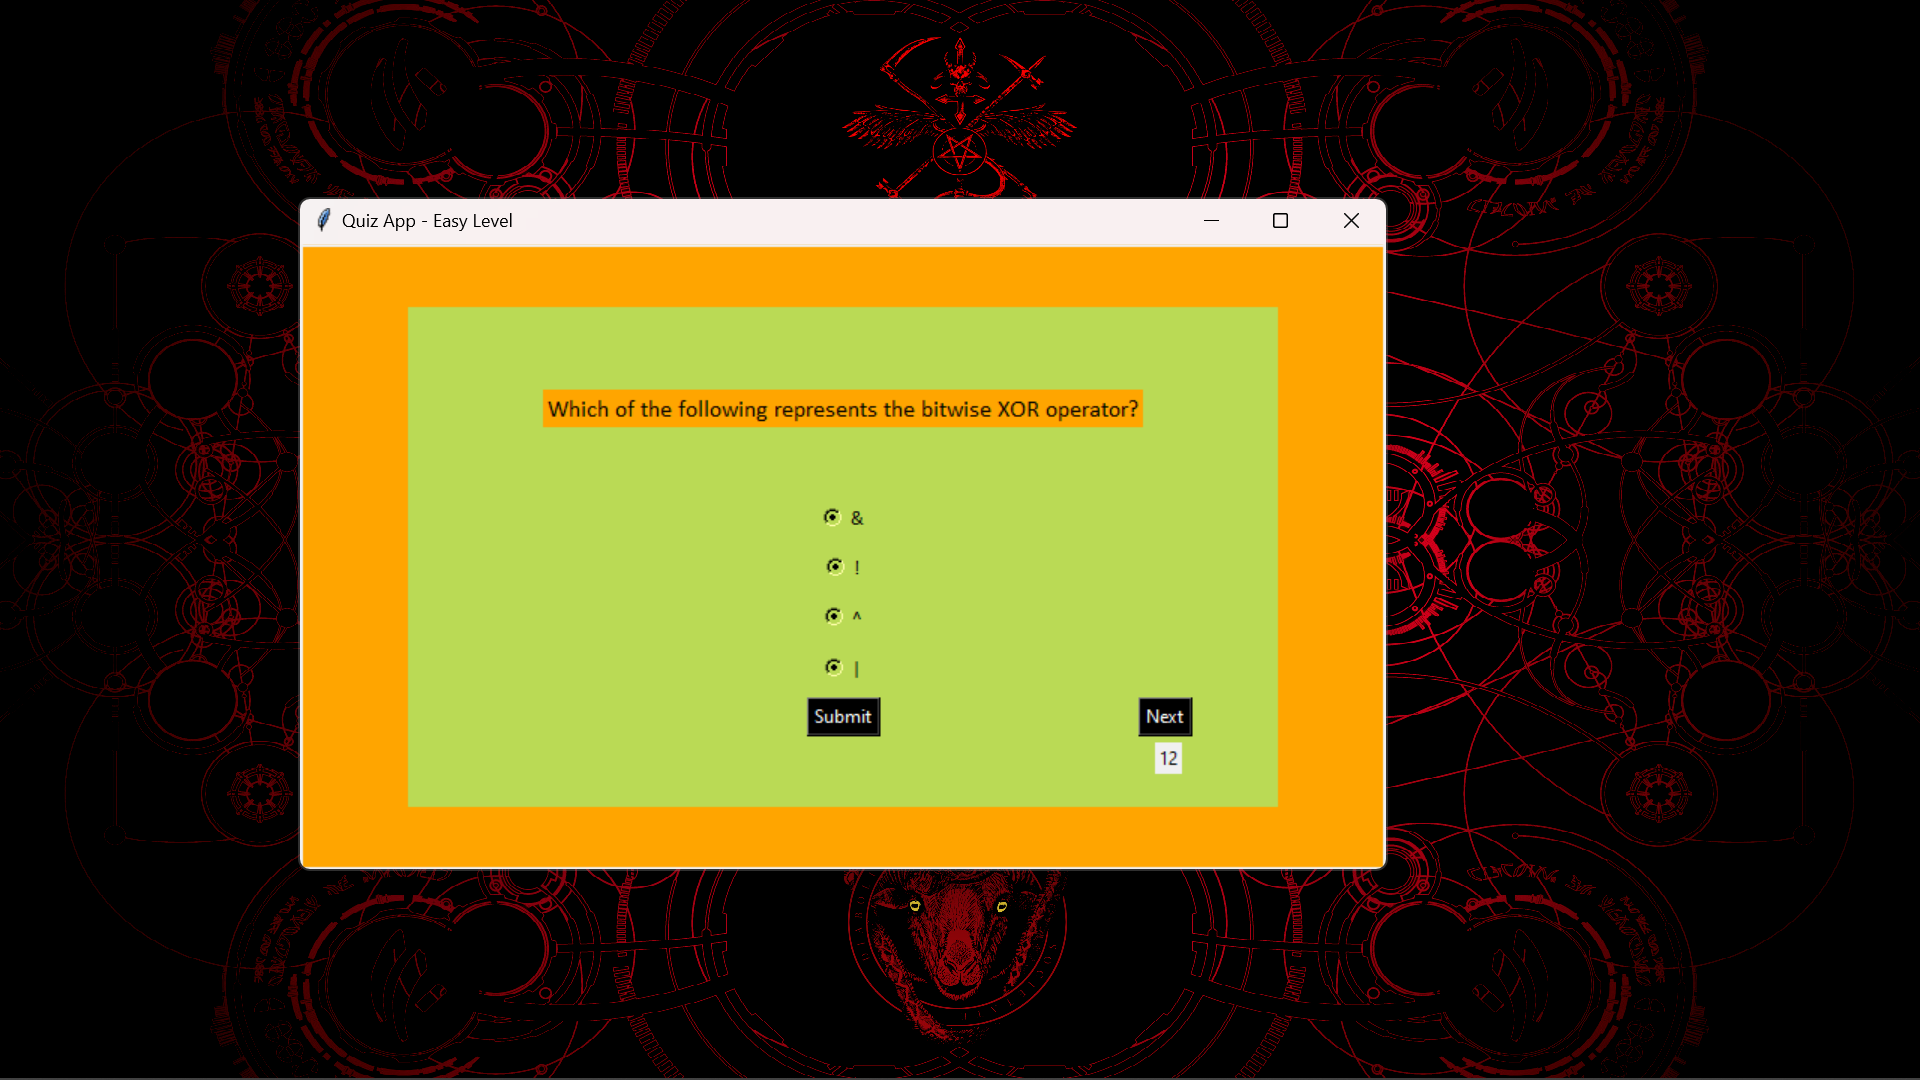 Quiz App - Easy Level
Which of the following represents the bitwise XOR operator?
&
!
^
|
Submit
Next
12